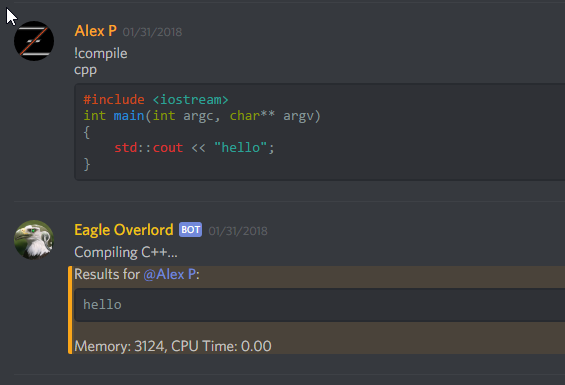 Alex P 01/31/2018
!compile
cpp
#include <iostream>
int main(int argc, char** argv)
{
    std::cout << "hello";
}
Eagle Overlord BOT 01/31/2018
Compiling C++...
Results for @Alex P:
hello
Memory: 3124, CPU Time: 0.00